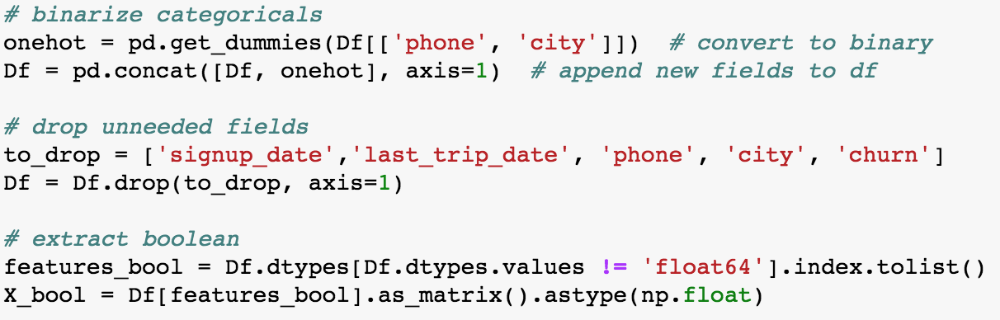 # binarize categoricals
onehot = pd.get_dummies(Df[['phone', 'city']])  # convert to binary
Df = pd.concat([Df, onehot], axis=1)  # append new fields to df
# drop unneeded fields
to_drop = ['signup_date','last_trip_date', 'phone', 'city', 'churn']
Df = Df.drop(to_drop, axis=1)
# extract boolean
features_bool = Df.dtypes[Df.dtypes.values != 'float64'].index.tolist()
X_bool = Df[features_bool].as_matrix().astype(np.float)